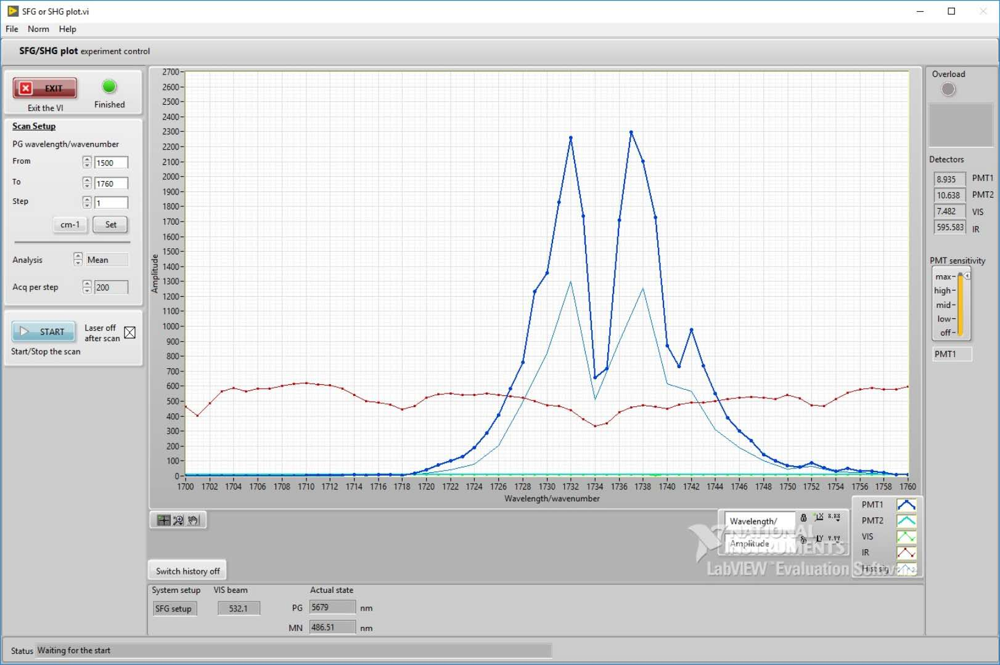 SFG or SHG plot.vi
File Norm Help
SFG/SHG plot experiment control
EXIT
Exit the VI
Finished
Scan Setup
PG wavelength/wavenumber
From 1500
To 1760
Step 1
cm-1 Set
Analysis Mean
Acq per step 200
START
Laser off
after scan
Start/Stop the scan
Amplitude
2700
2600
2500
2400
2300
2200
2100
2000
1900
1800
1700
1600
1500
1400
1300
1200
1100
1000
900
800
700
600
500
400
300
200
100
0
1700 1702 1704 1706 1708 1710 1712 1714 1716 1718 1720 1722 1724 1726 1728 1730 1732 1734 1736 1738 1740 1742 1744 1746 1748 1750 1752 1754 1756 1758 1760
Wavelength/wavenumber
Overload
Detectors
8.935 PMT1
10.638 PMT2
7.482 VIS
595.583 IR
PMT sensitivity
max
high
mid
low
off
PMT1
Wavelength/
Amplitude
PMT1
PMT2
VIS
IR
Hist sig
NATIONAL
INSTRUMENTS
LabVIEW™ Evaluation Software
Switch history off
System setup VIS beam Actual state
SFG setup 532.1 PG 5679 nm
MN 486.51 nm
Status Waiting for the start